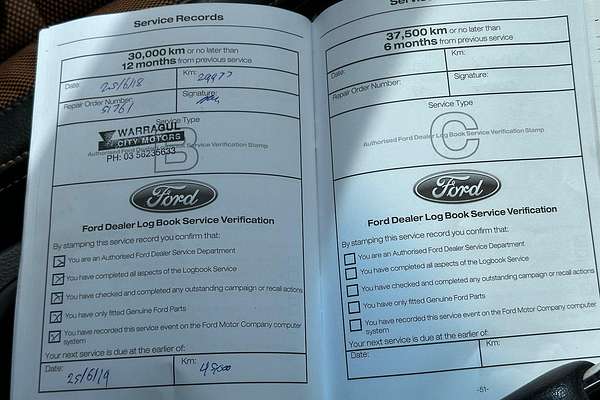 Service Records
30,000 km or no later than
12 months from previous service
Date: 25/6/18
Km: 29977
Repair Order Number: 51761
Signature:
Service Type
B
Authorised Ford Dealer Log Book Service Verification Stamp
WARRAGUL
CITY MOTORS
PH: 03 56235633
Ford
Ford Dealer Log Book Service Verification
By stamping this service record you confirm that:
You are an Authorised Ford Dealer Service Department
You have completed all aspects of the Logbook Service
You have checked and completed any outstanding campaign or recall actions
You have only fitted Genuine Ford Parts
You have recorded this service event on the Ford Motor Company computer
system
Your next service is due at the earlier of:
Date: 25/6/19
Km: 45000
37,500 km or no later than
6 months from previous service
Date:
Km:
Repair Order Number:
Signature:
Service Type
C
Authorised Ford Dealer Log Book Service Verification Stamp
Ford
Ford Dealer Log Book Service Verification
By stamping this service record you confirm that:
You are an Authorised Ford Dealer Service Department
You have completed all aspects of the Logbook Service
You have checked and completed any outstanding campaign or recall actions
You have only fitted Genuine Ford Parts
You have recorded this service event on the Ford Motor Company computer
system
Your next service is due at the earlier of:
Date:
Km:
-51-